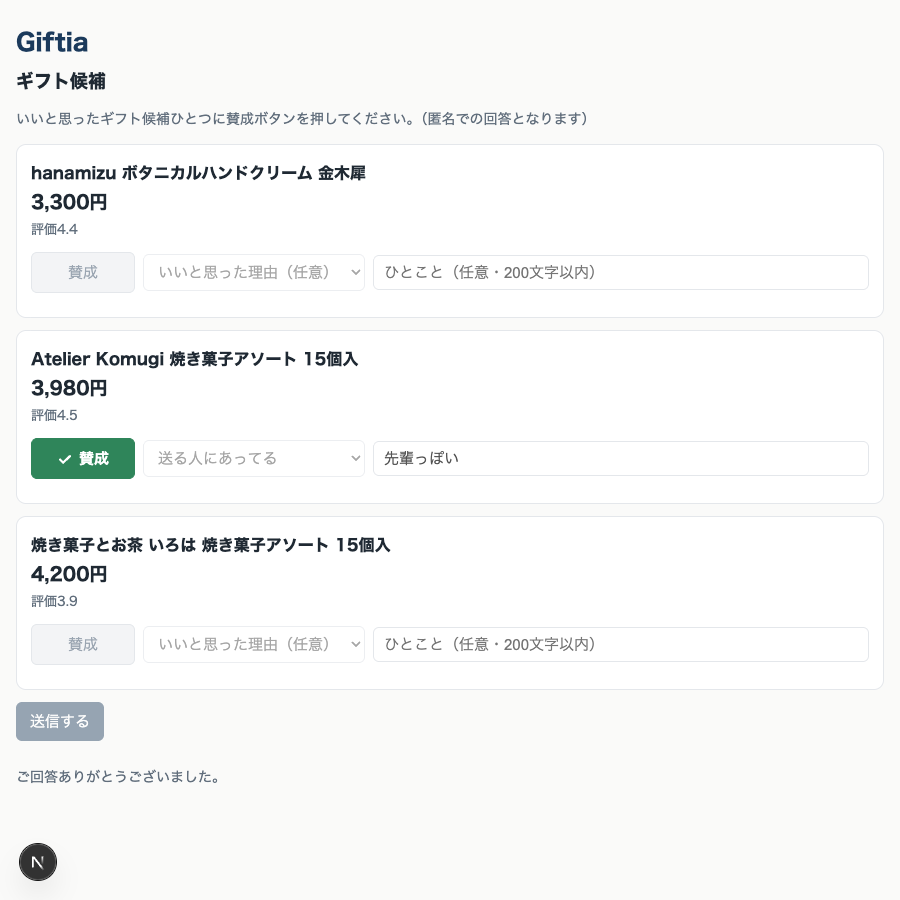 Giftia
ギフト候補
いいと思ったギフト候補ひとつに賛成ボタンを押してください。（匿名での回答となります）
hanamizu ボタニカルハンドクリーム 金木犀
3,300円
評価4.4
賛成 いいと思った理由（任意） ひとこと（任意・200文字以内）
Atelier Komugi 焼き菓子アソート 15個入
3,980円
評価4.5
✓ 賛成 送る人にあってる 先輩っぽい
焼き菓子とお茶 いろは 焼き菓子アソート 15個入
4,200円
評価3.9
賛成 いいと思った理由（任意） ひとこと（任意・200文字以内）
送信する
ご回答ありがとうございました。
N